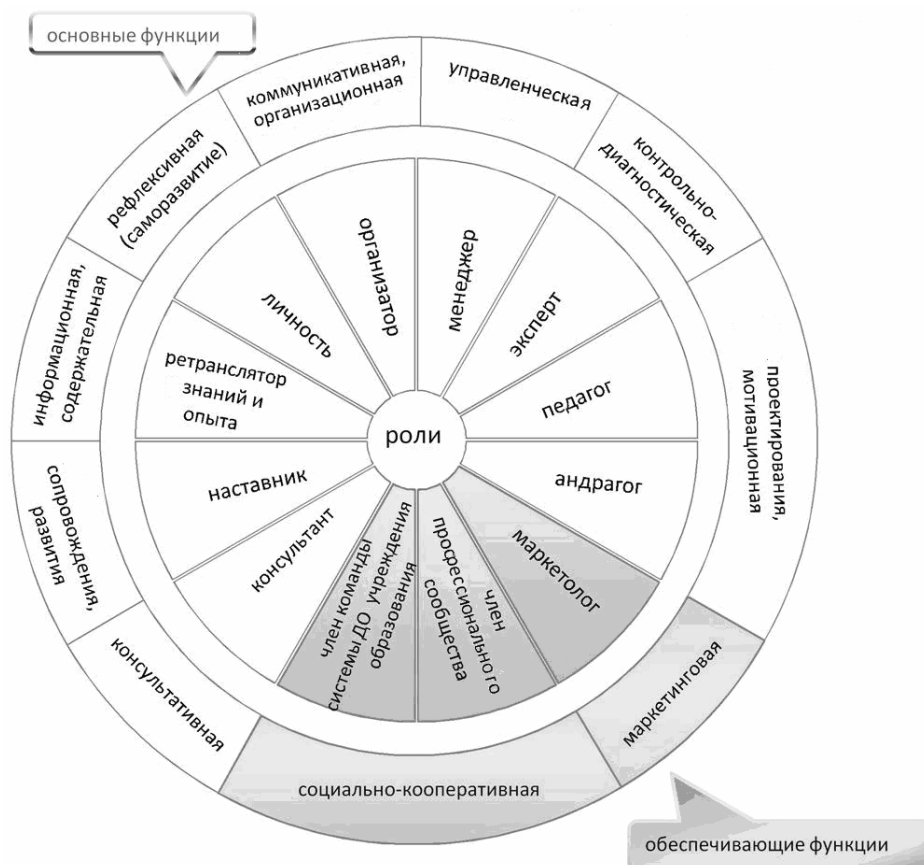 основные функции
коммуникативная,
организационная
управленческая
контрольно-
диагностическая
проектирования,
мотивационная
маркетинговая
социально-кооперативная
консультативная
сопровождения,
развития
информационная,
содержательная
рефлексивная
(саморазвитие)
организатор
менеджер
эксперт
педагог
андрагог
маркетолог
член
профессионального
сообщества
член команды
системы ДО учреждения
образования
консультант
наставник
ретранслятор
знаний и
опыта
личность
роли
обеспечивающие функции